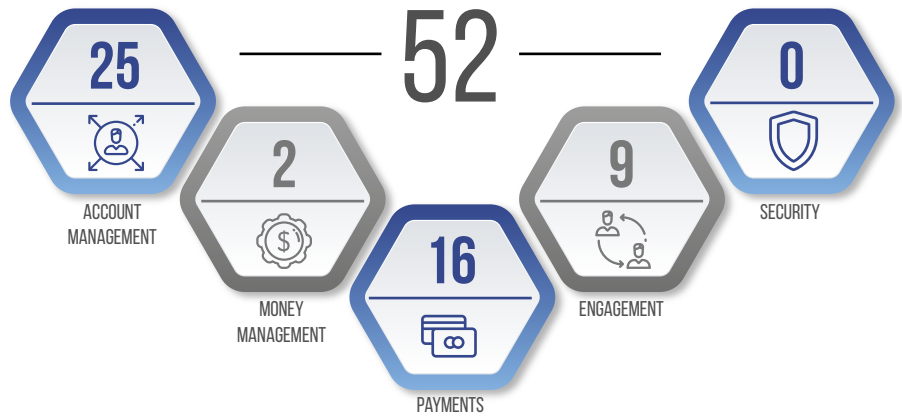 52
25
ACCOUNT
MANAGEMENT
2
$
MONEY
MANAGEMENT
16
PAYMENTS
9
ENGAGEMENT
0
SECURITY